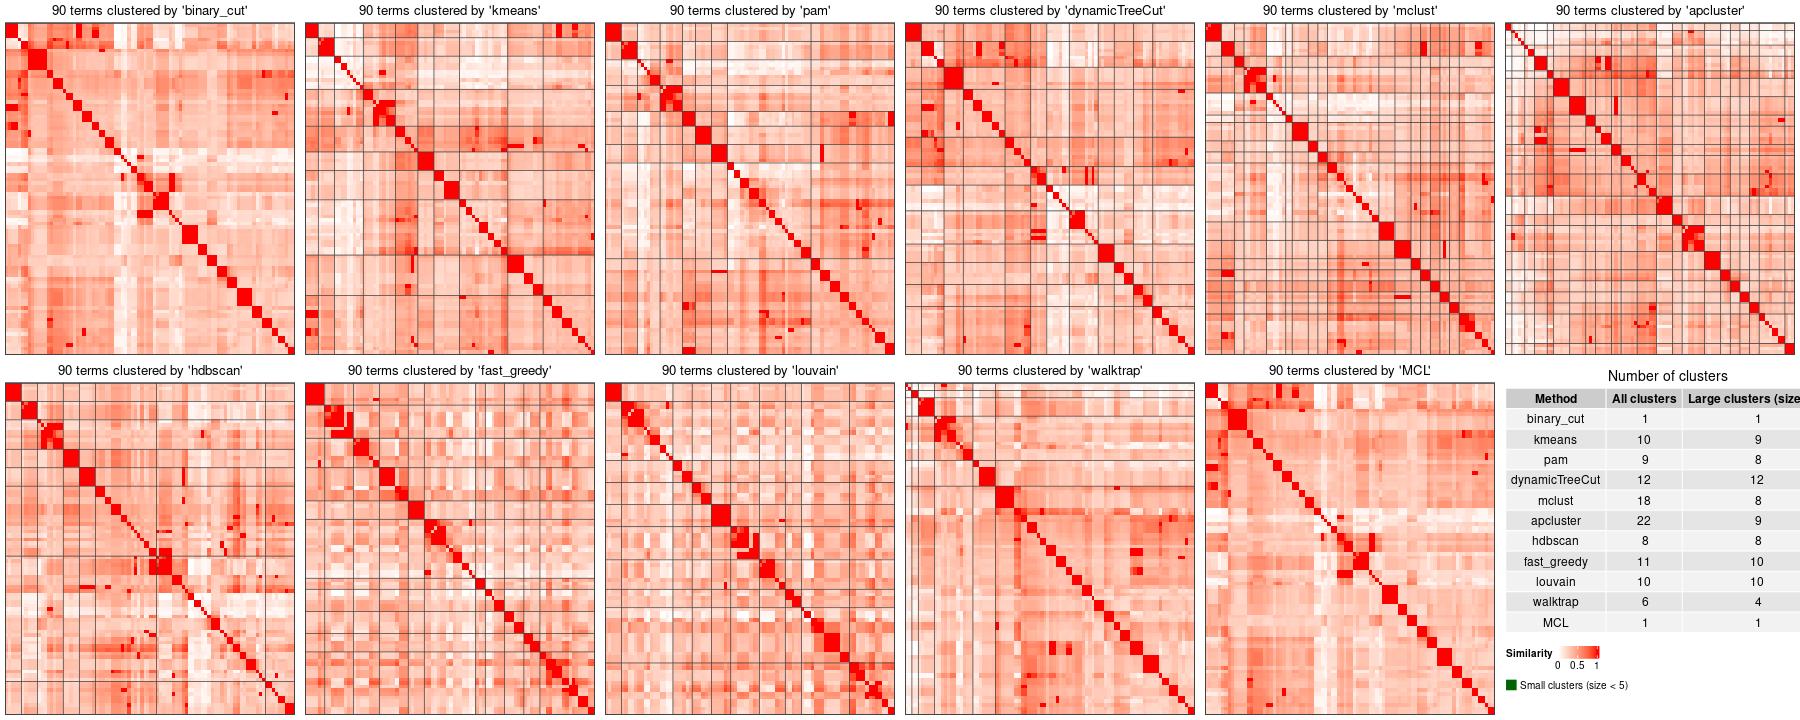 90 terms clustered by 'binary_cut'
90 terms clustered by 'kmeans'
90 terms clustered by 'pam'
90 terms clustered by 'dynamicTreeCut'
90 terms clustered by 'mclust'
90 terms clustered by 'apcluster'
90 terms clustered by 'hdbscan'
90 terms clustered by 'fast_greedy'
90 terms clustered by 'louvain'
90 terms clustered by 'walktrap'
90 terms clustered by 'MCL'
Number of clusters
Method All clusters Large clusters (size
binary_cut 1 1
kmeans 10 9
pam 9 8
dynamicTreeCut 12 12
mclust 18 8
apcluster 22 9
hdbscan 8 8
fast_greedy 11 10
louvain 10 10
walktrap 6 4
MCL 1 1
Similarity
0 0.5 1
Small clusters (size < 5)